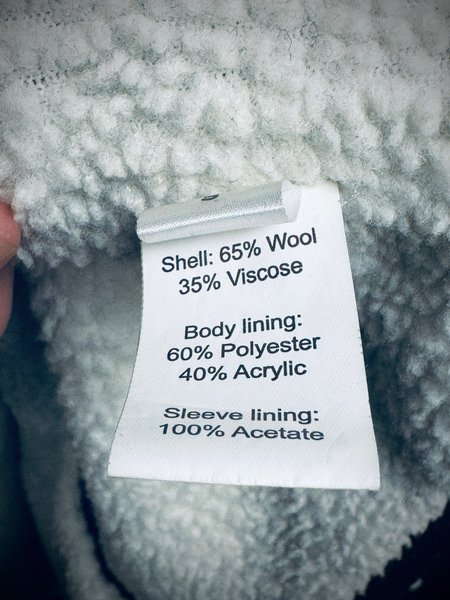 Shell: 65% Wool
35% Viscose
Body lining:
60% Polyester
40% Acrylic
Sleeve lining:
100% Acetate